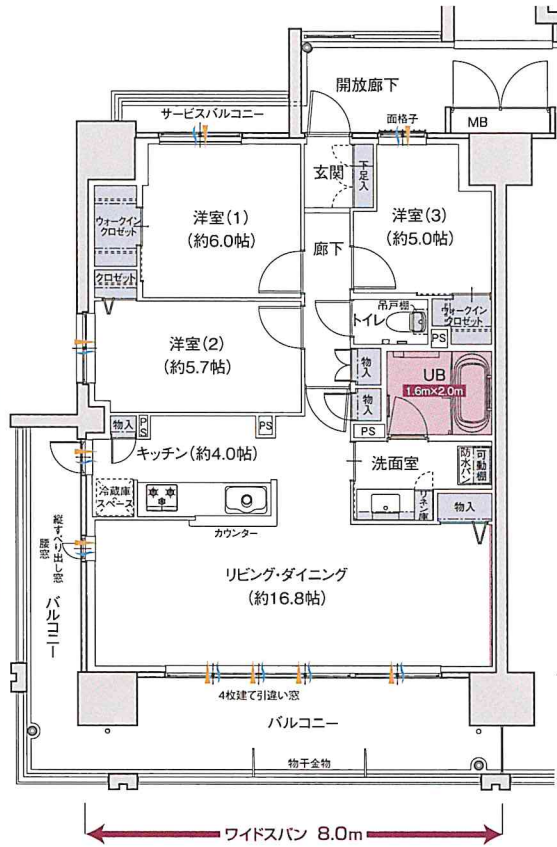 開放廊下
MB
サービスバルコニー
面格子
玄関
下足入
洋室(1)
(約6.0帖)
洋室(3)
(約5.0帖)
ウォークイン
クロゼット
廊下
クロゼット
吊戸棚
トイレ
ウォークイン
クロゼット
PS
洋室(2)
(約5.7帖)
物入
UB
1.6m×2.0m
物入
物入
PS
PS
PS
キッチン(約4.0帖)
洗面室
防水パン
可動棚
冷蔵庫
スペース
リネン庫
物入
カウンター
縦すべり出し窓
腰窓
リビング・ダイニング
(約16.8帖)
バルコニー
4枚建て引違い窓
バルコニー
物干金物
ワイドスパン 8.0m